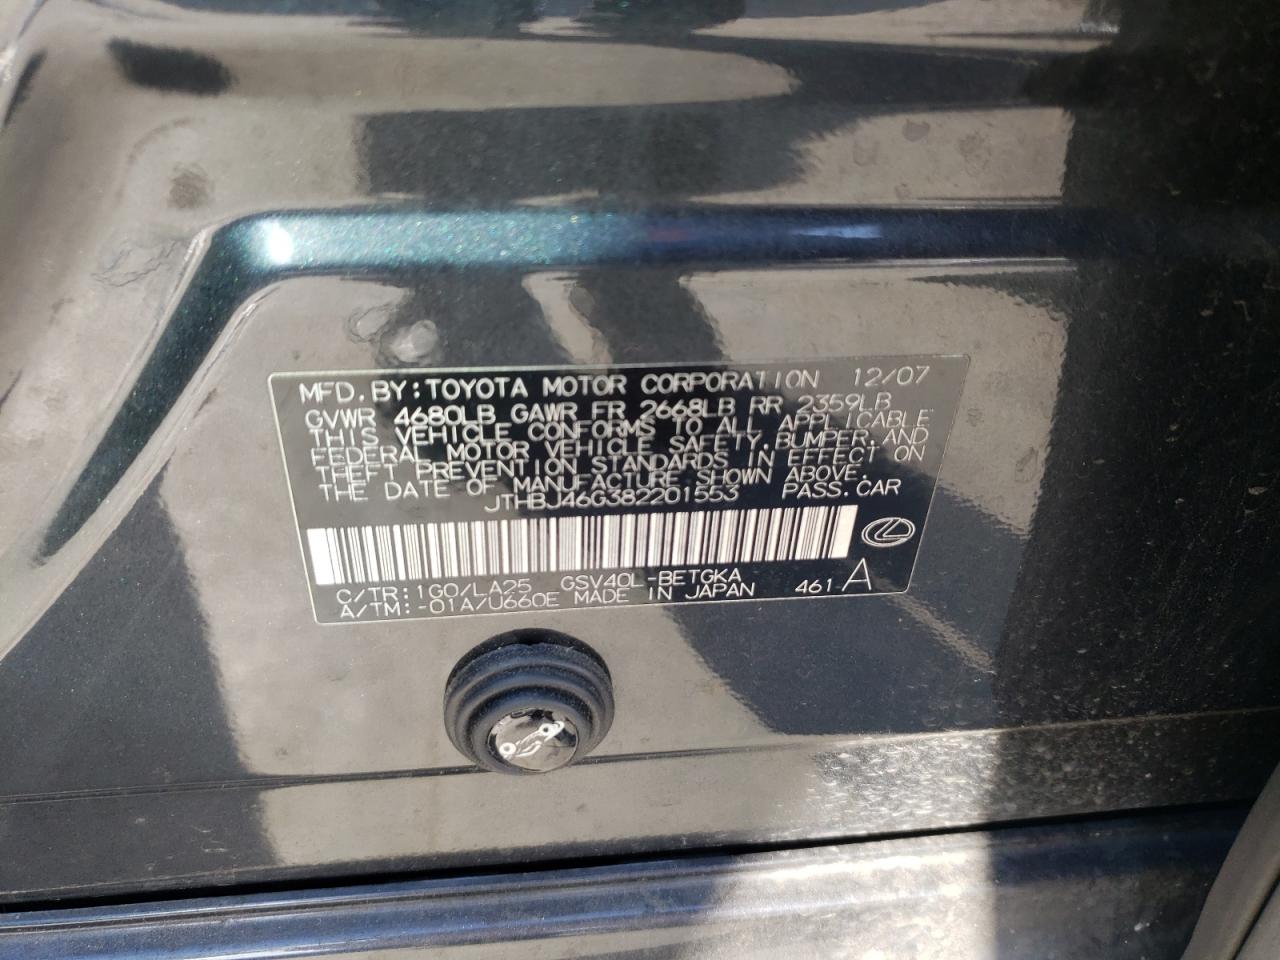 MFD.BY:TOYOTA MOTOR CORPORATION 12/07
GVWR 4680LB GAWR FR 2668LB RR 2359LB
THIS VEHICLE CONFORMS TO ALL APPLICABLE
FEDERAL MOTOR VEHICLE SAFETY,BUMPER,AND
THEFT PREVENTION STANDARDS IN EFFECT ON
THE DATE OF MANUFACTURE SHOWN ABOVE.
JTHBJ46G382201553 PASS.CAR
C/TR:1G0/LA25 GSV40L-BETGKA
A/TM:-01A/U660E MADE IN JAPAN 461-A